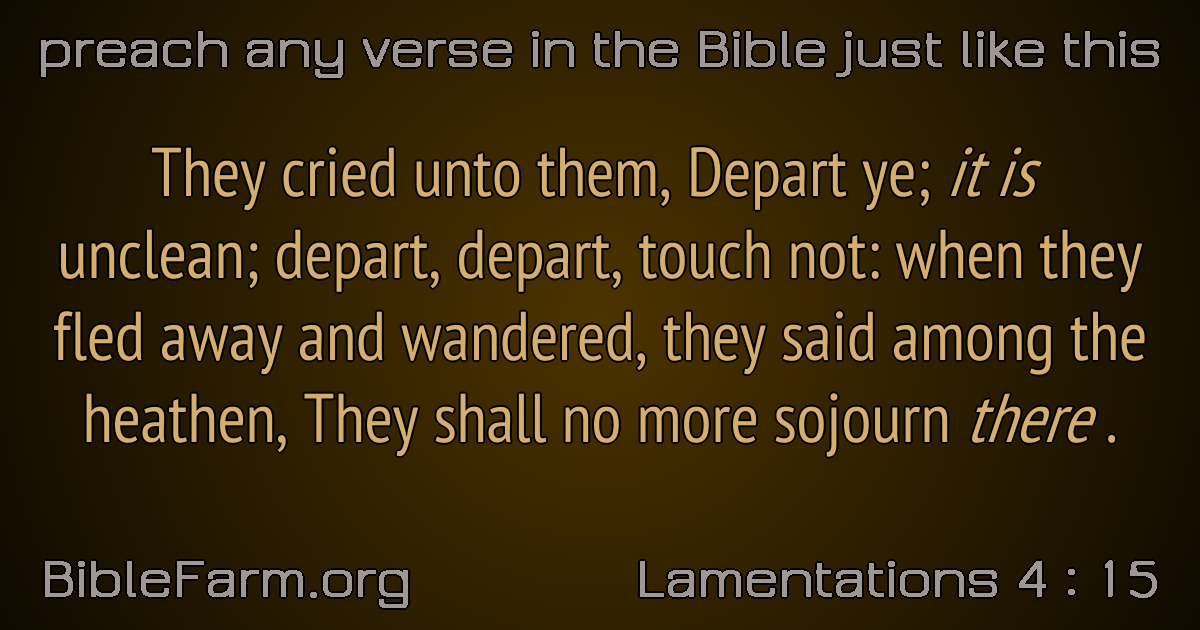 preach any verse in the Bible just like this
They cried unto them, Depart ye; it is
unclean; depart, depart, touch not: when they
fled away and wandered, they said among the
heathen, They shall no more sojourn there .
BibleFarm.org
Lamentations 4 : 15